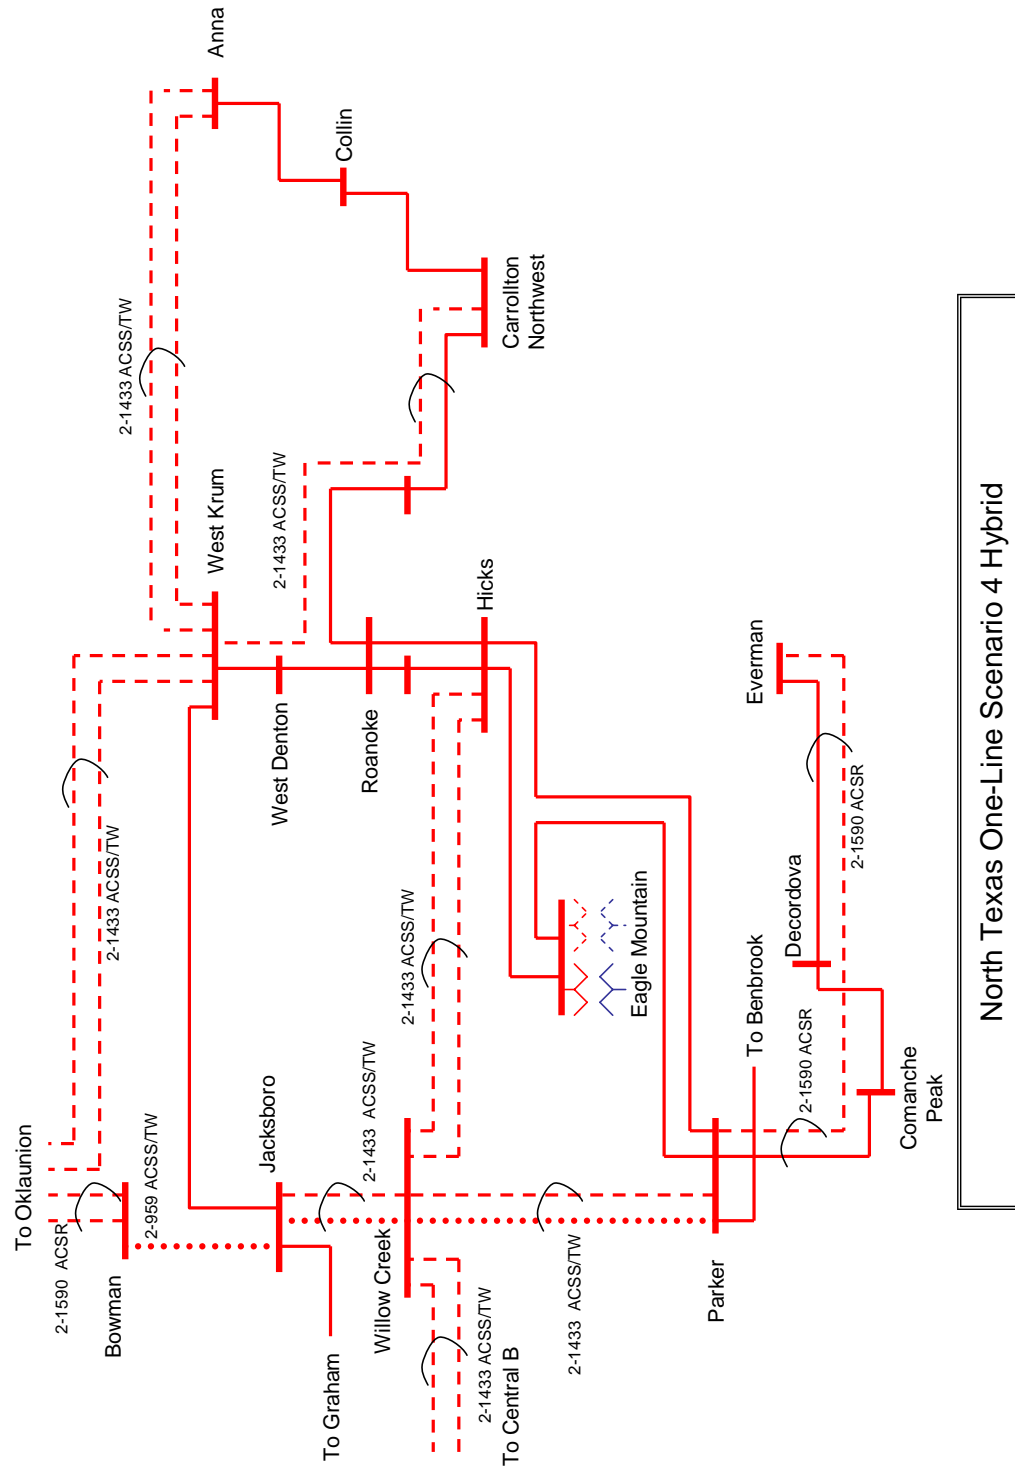 To Oklaunion
2-1590  ACSR
Bowman
2-959 ACSS/TW
2-1433 ACSS/TW
2-1433 ACSS/TW
Anna
West Krum
Collin
2-1433 ACSS/TW
Carrollton
Northwest
West Denton
Roanoke
Hicks
Jacksboro
To Graham
2-1433  ACSS/TW
Willow Creek
2-1433 ACSS/TW
2-1433 ACSS/TW
To Central B
2-1433  ACSS/TW
Eagle Mountain
Parker
To Benbrook
Everman
2-1590 ACSR
Decordova
2-1590 ACSR
Comanche
Peak
North Texas One-Line Scenario 4 Hybrid